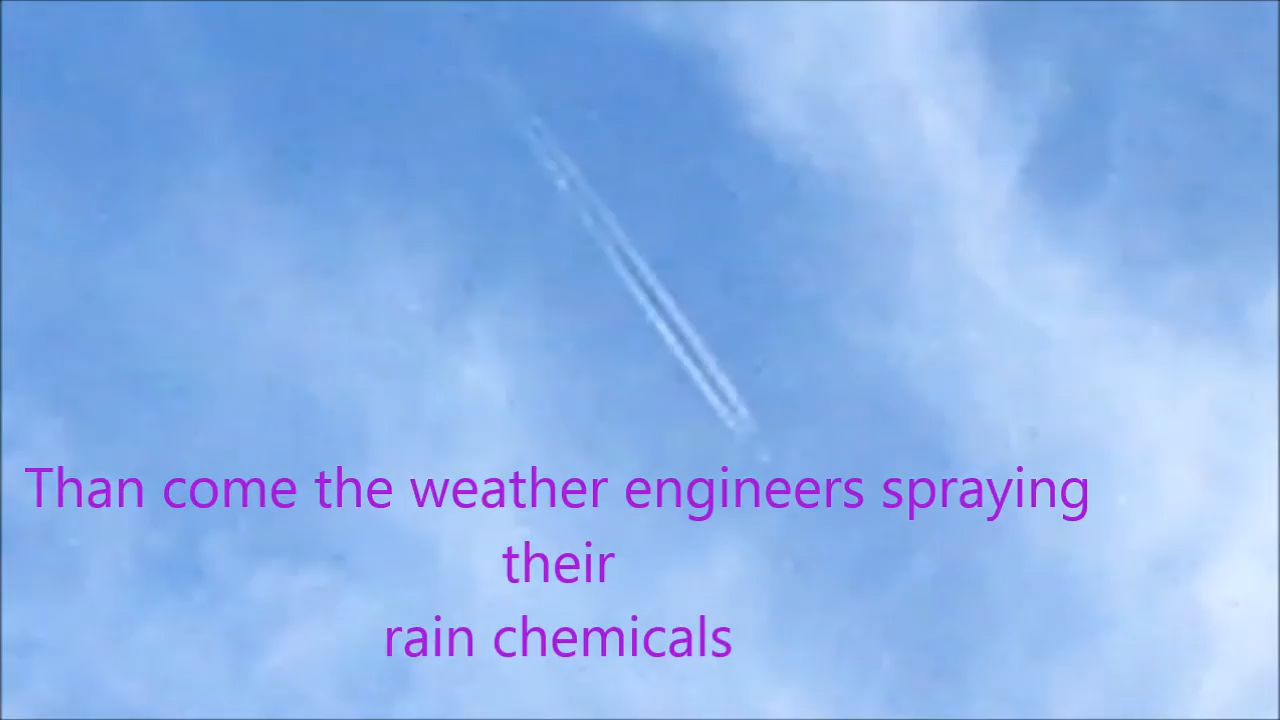 Than come the weather engineers spraying
their
rain chemicals